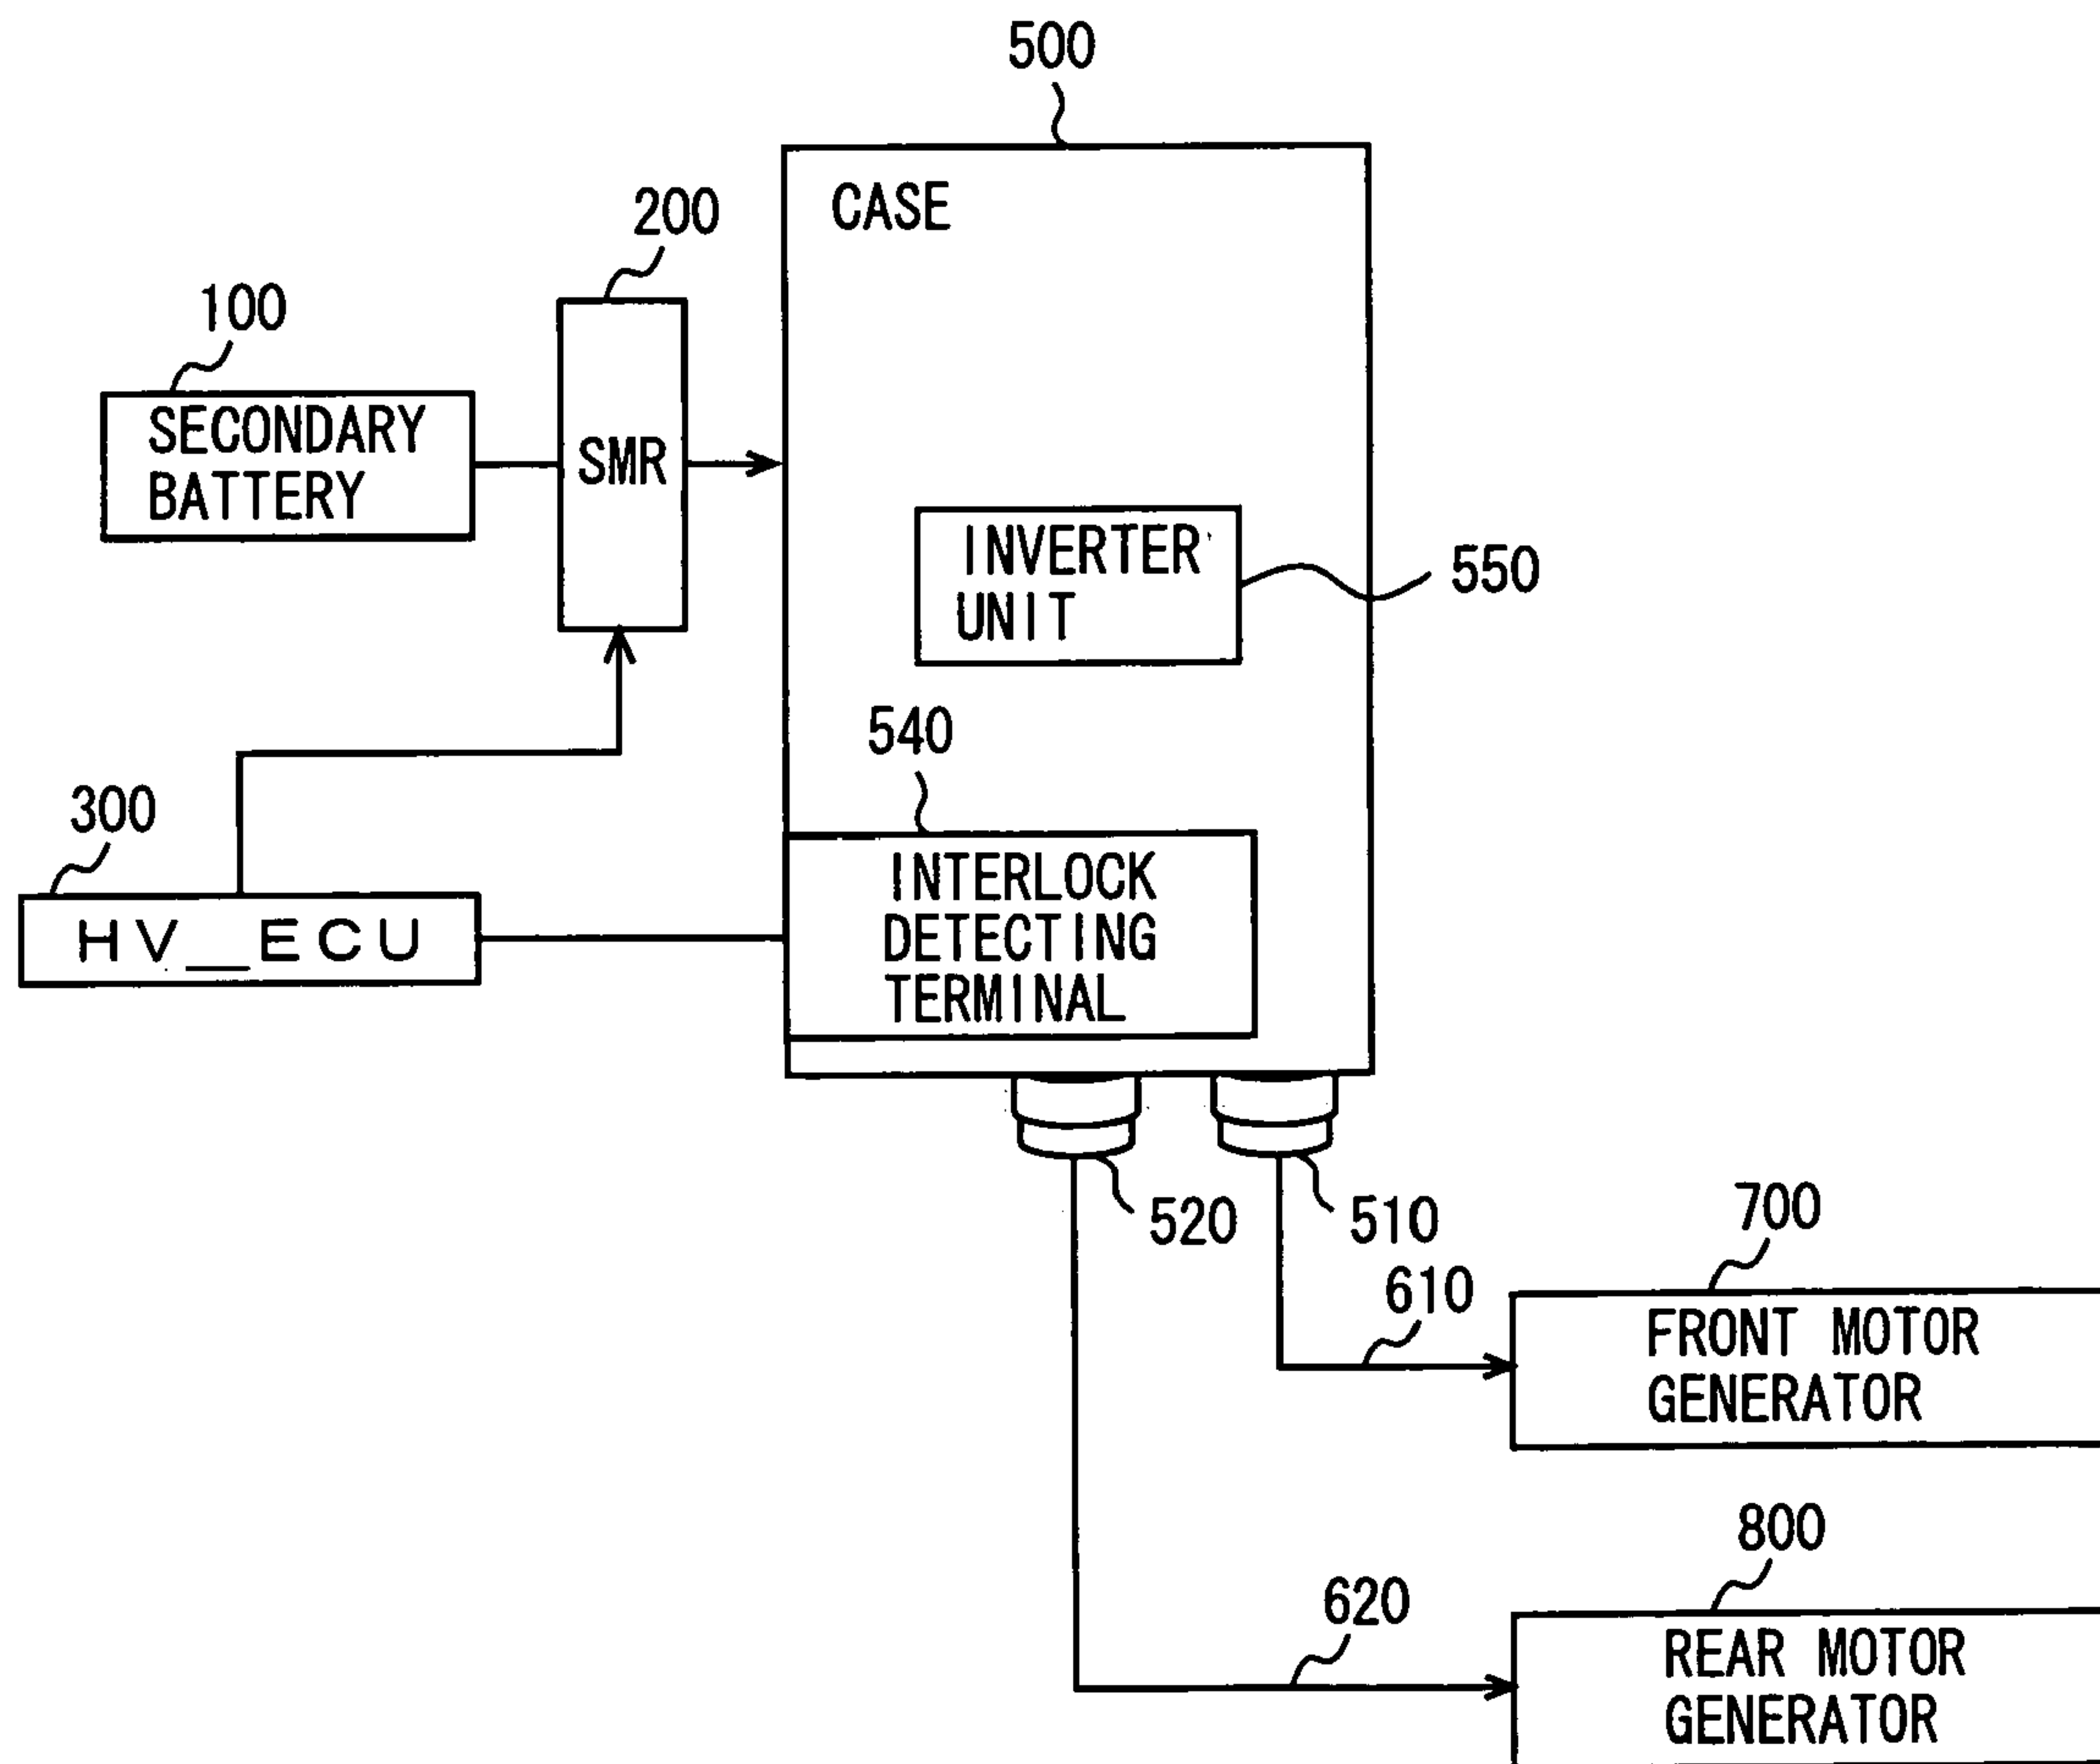 500
CASE
200
100
SECONDARY
BATTERY
SMR
INVERTER
UNIT
550
540
300
INTERLOCK
DETECTING
TERMINAL
HV__ECU
520
510
700
610
FRONT MOTOR
GENERATOR
800
620
REAR MOTOR
GENERATOR